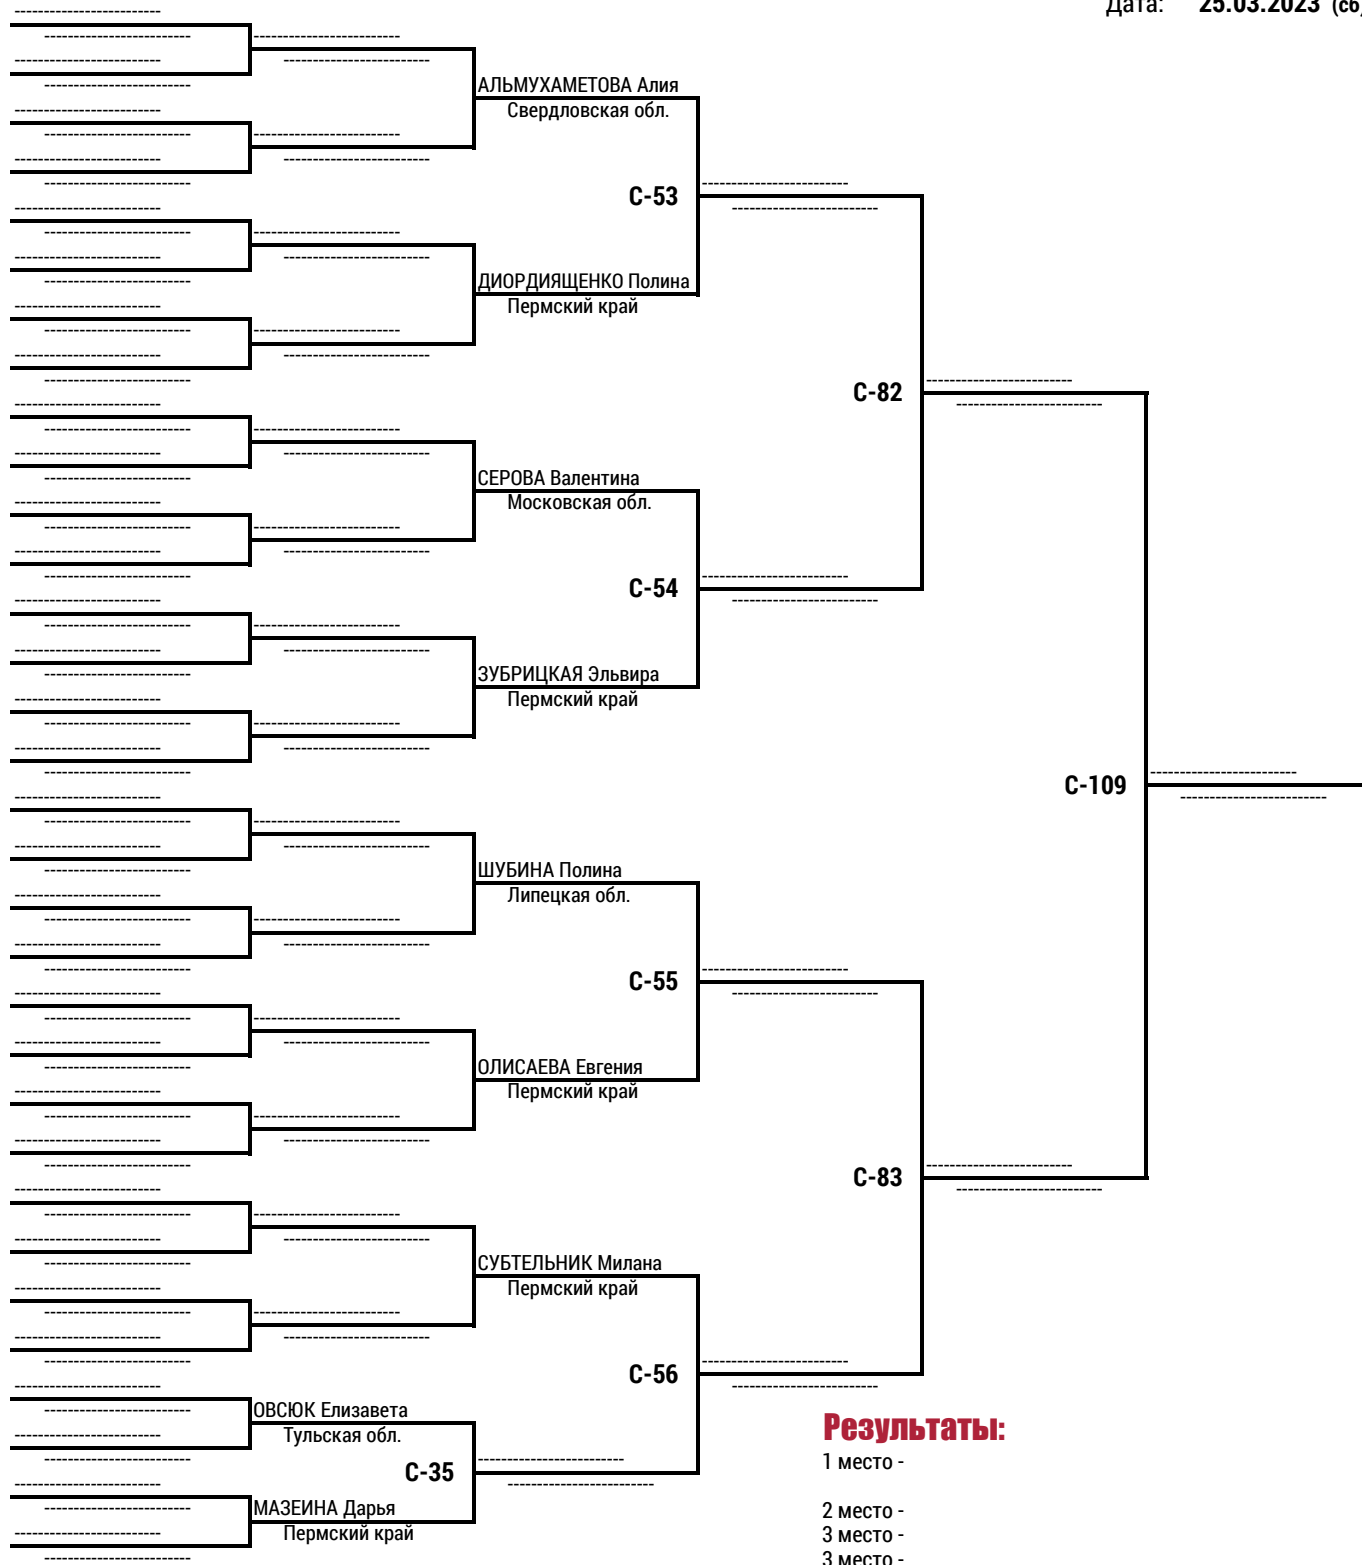 Дата: 25.03.2023 (сб)
АЛЬМУХАМЕТОВА Алия
Свердловская обл.
С-53
ДИОРДИЯЩЕНКО Полина
Пермский край
С-82
СЕРОВА Валентина
Московская обл.
С-54
ЗУБРИЦКАЯ Эльвира
Пермский край
С-109
ШУБИНА Полина
Липецкая обл.
С-55
ОЛИСАЕВА Евгения
Пермский край
С-83
СУБТЕЛЬНИК Милана
Пермский край
С-56
ОВСЮК Елизавета
Тульская обл.
С-35
МАЗЕИНА Дарья
Пермский край
Результаты:
1 место -
2 место -
3 место -
3 место -